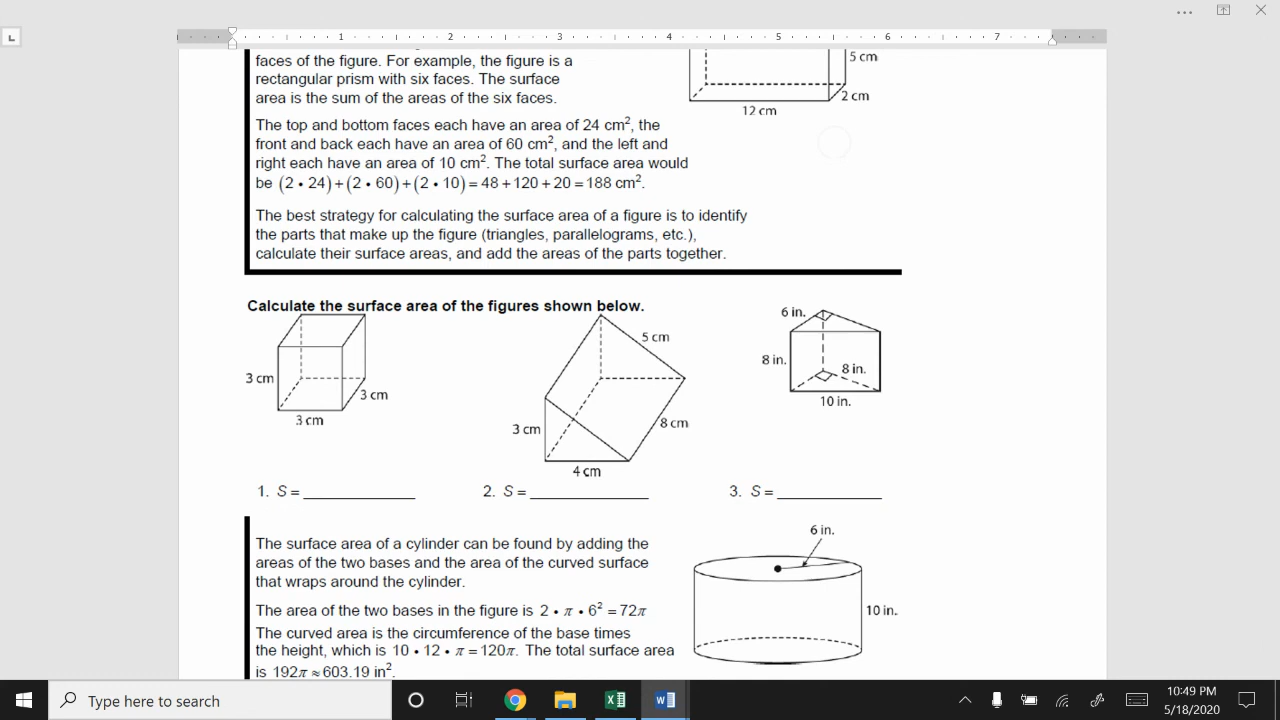 1 2 3 4 5 6 7
faces of the figure. For example, the figure is a
rectangular prism with six faces. The surface
area is the sum of the areas of the six faces.
5 cm
2 cm
12 cm
The top and bottom faces each have an area of 24 cm², the
front and back each have an area of 60 cm², and the left and
right each have an area of 10 cm². The total surface area would
be (2 • 24)+(2 • 60)+(2 • 10)=48+120+20=188 cm².
The best strategy for calculating the surface area of a figure is to identify
the parts that make up the figure (triangles, parallelograms, etc.),
calculate their surface areas, and add the areas of the parts together.
Calculate the surface area of the figures shown below.
3 cm
3 cm
3 cm
5 cm
3 cm
8 cm
4 cm
6 in.
8 in.
8 in.
10 in.
1. S = ____________
2. S = ____________
3. S = ____________
The surface area of a cylinder can be found by adding the
areas of the two bases and the area of the curved surface
that wraps around the cylinder.
The area of the two bases in the figure is 2 • π • 6² = 72π
The curved area is the circumference of the base times
the height, which is 10 • 12 • π = 120π. The total surface area
is 192π ≈ 603.19 in².
6 in.
10 in.
Type here to search
10:49 PM
5/18/2020